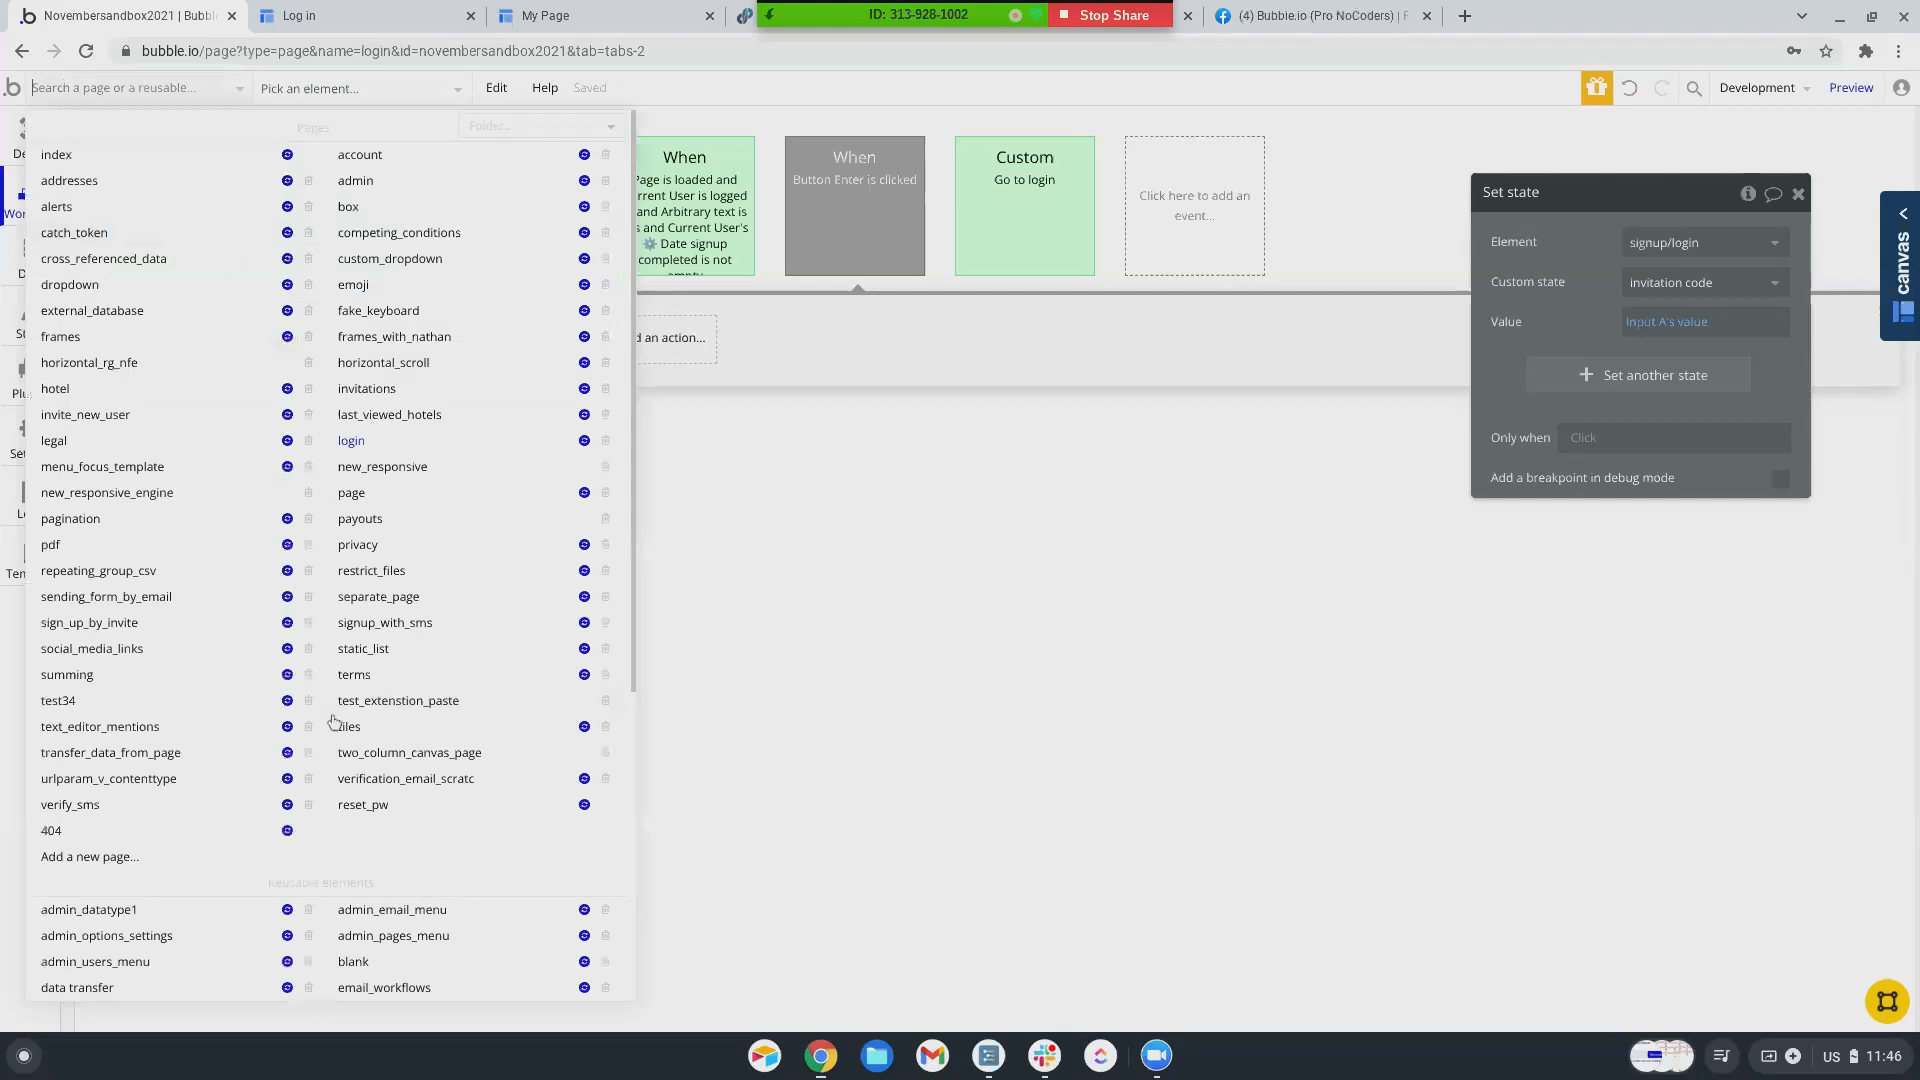 Novembersandbox2021 | Bubbl
Log in
My Page
ID: 313-928-1002
Stop Share
(4) Bubble.io (Pro NoCoders) | F
bubble.io/page?type=page&name=login&id=novembersandbox2021&tab=tabs-2
Search a page or a reusable...
Pick an element...
Edit
Help
Saved
Development
Preview
Pages
Folder...
index
account
addresses
admin
alerts
box
catch_token
competing_conditions
cross_referenced_data
custom_dropdown
dropdown
emoji
external_database
fake_keyboard
frames
frames_with_nathan
horizontal_rg_nfe
horizontal_scroll
hotel
invitations
invite_new_user
last_viewed_hotels
legal
login
menu_focus_template
new_responsive
new_responsive_engine
page
pagination
payouts
pdf
privacy
repeating_group_csv
restrict_files
sending_form_by_email
separate_page
sign_up_by_invite
signup_with_sms
social_media_links
static_list
summing
terms
test34
test_extenstion_paste
text_editor_mentions
tiles
transfer_data_from_page
two_column_canvas_page
urlparam_v_contenttype
verification_email_scratc
verify_sms
reset_pw
404
Add a new page...
Reusable elements
admin_datatype1
admin_email_menu
admin_options_settings
admin_pages_menu
admin_users_menu
blank
data transfer
email_workflows
When
Page is loaded and
rrent User is logged
and Arbitrary text is
s and Current User's
Date signup
completed is not
empty
When
Button Enter is clicked
Custom
Go to login
Click here to add an
event...
d an action...
Set state
Element
signup/login
Custom state
invitation code
Value
Input A's value
Set another state
Only when
Click
Add a breakpoint in debug mode
canvas
US
11:46